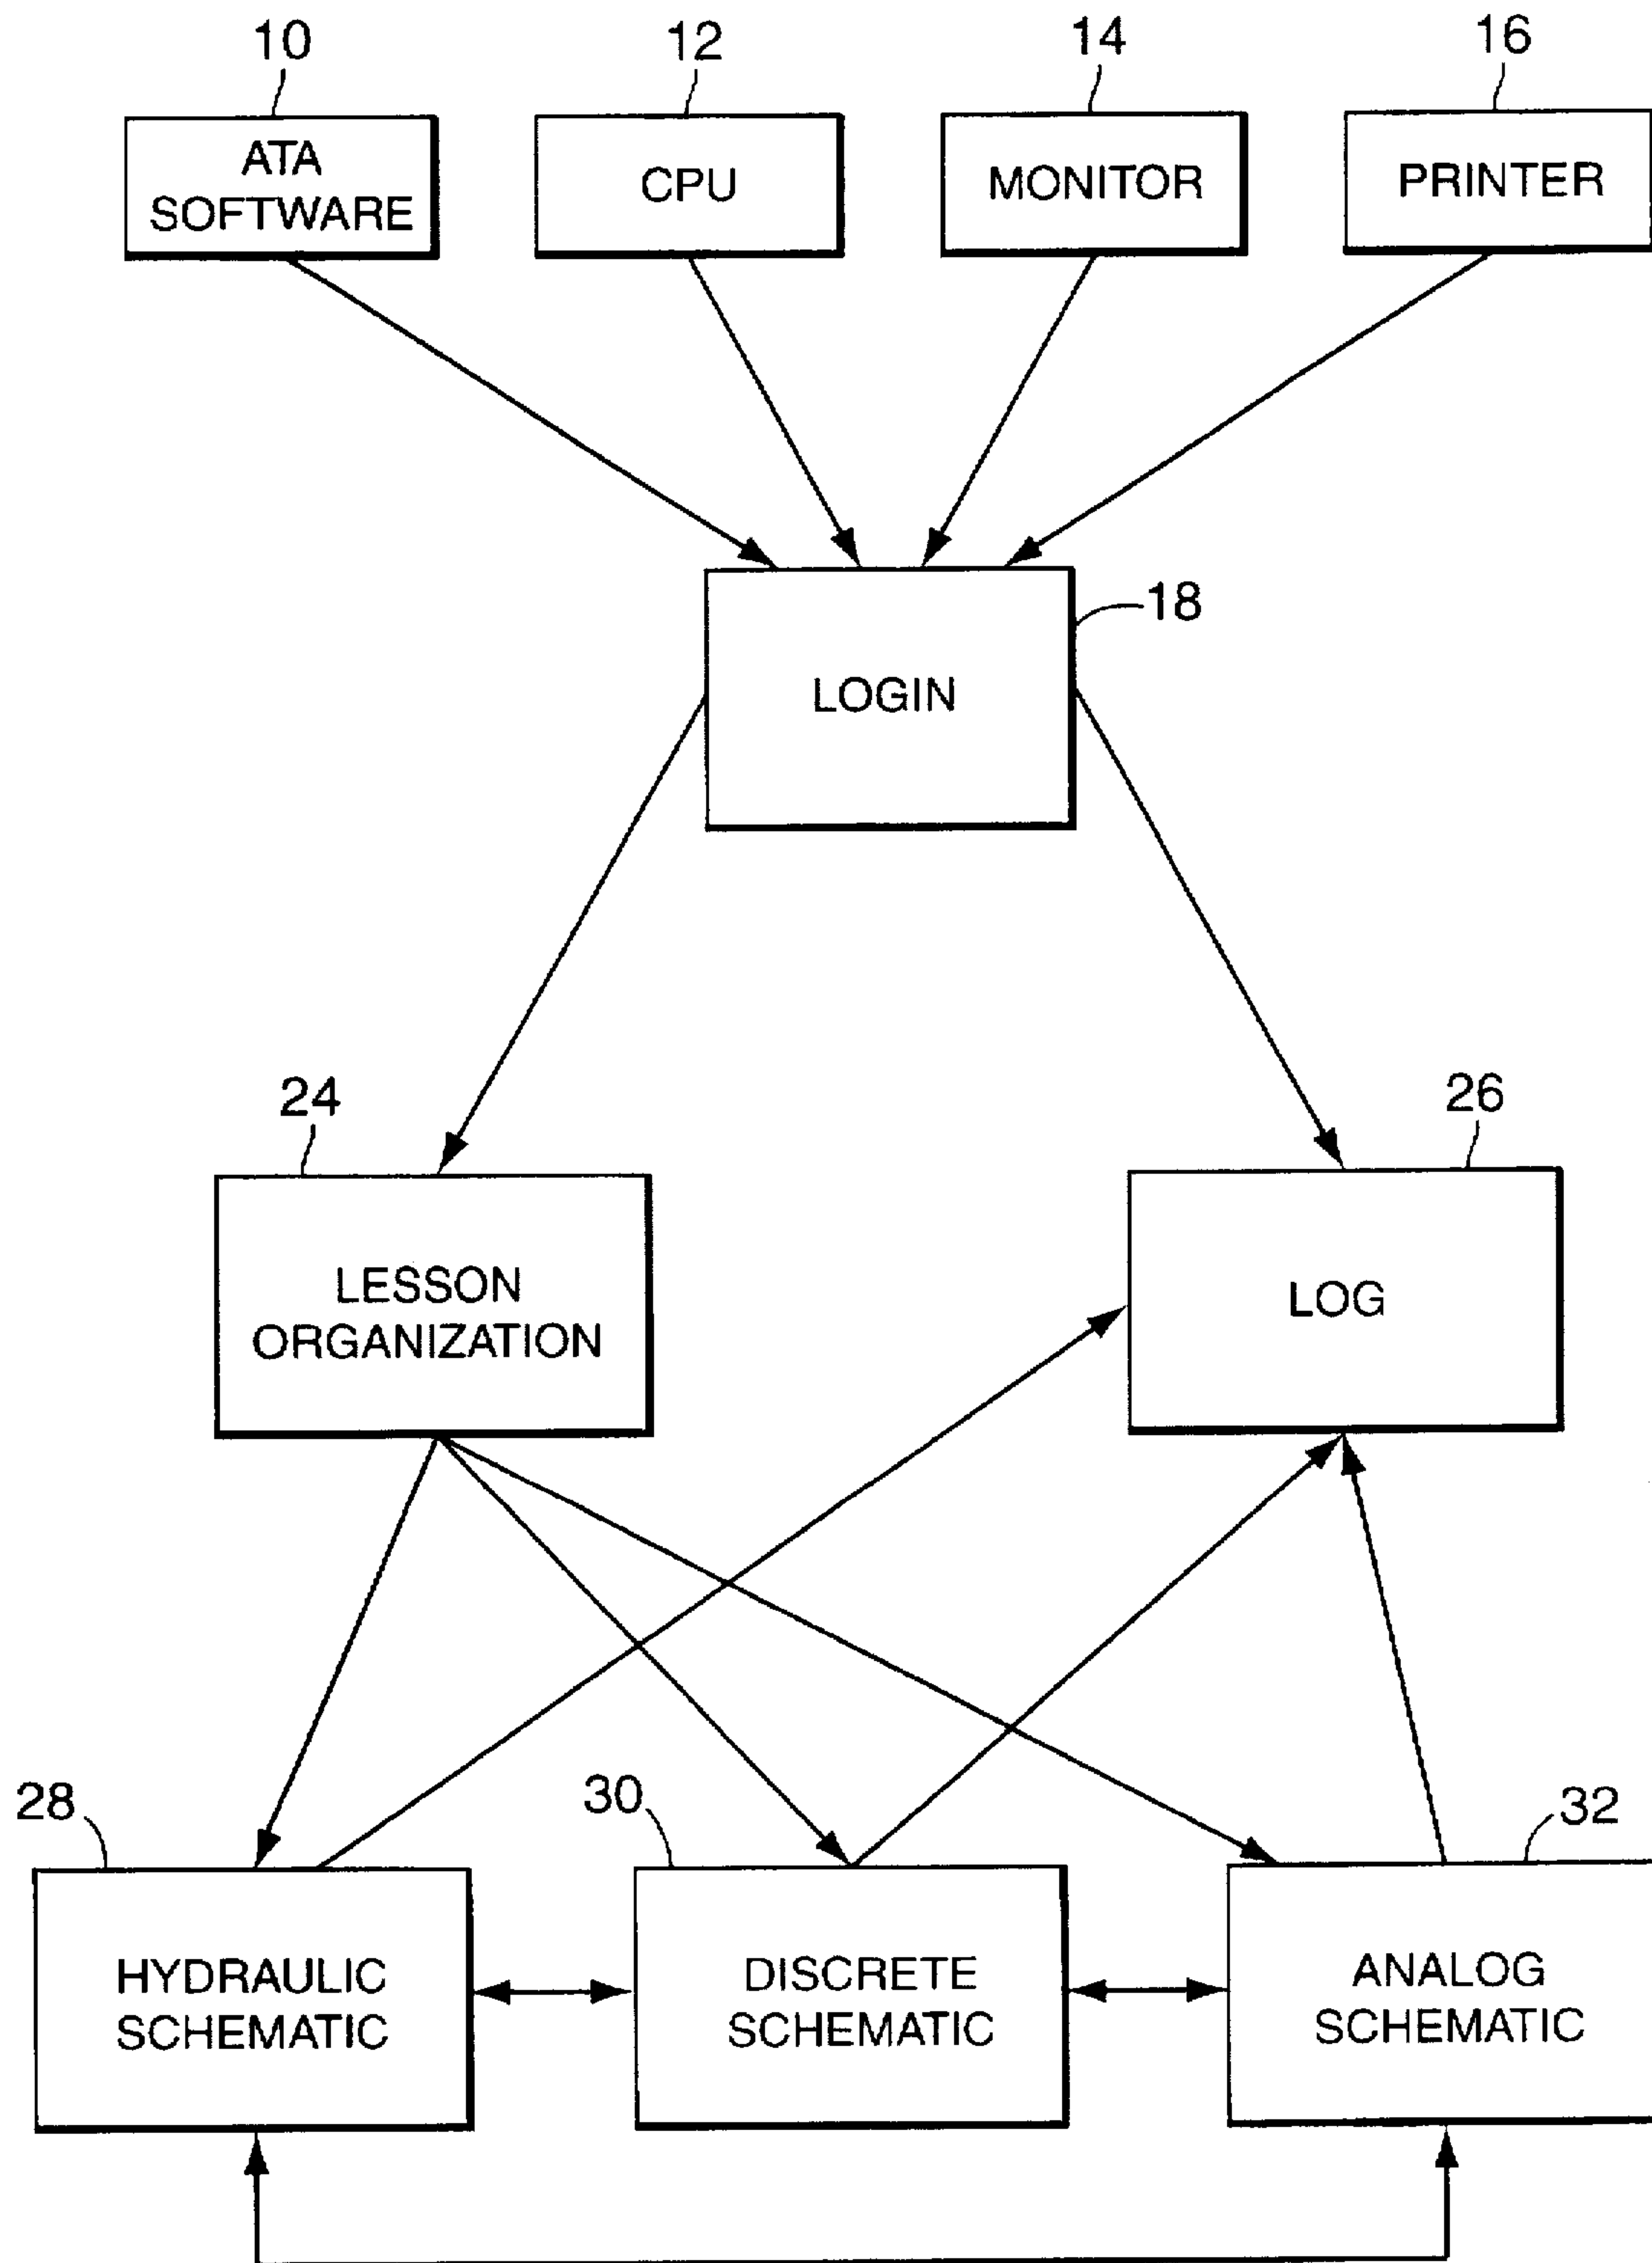 10
12
14
16
ATA
SOFTWARE
CPU
MONITOR
PRINTER
18
LOGIN
24
26
LESSON
ORGANIZATION
LOG
28
30
32
HYDRAULIC
SCHEMATIC
DISCRETE
SCHEMATIC
ANALOG
SCHEMATIC